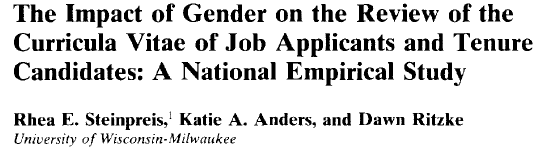 The Impact of Gender on the Review of the
Curricula Vitae of Job Applicants and Tenure
Candidates: A National Empirical Study
Rhea E. Steinpreis,¹ Katie A. Anders, and Dawn Ritzke
University of Wisconsin-Milwaukee